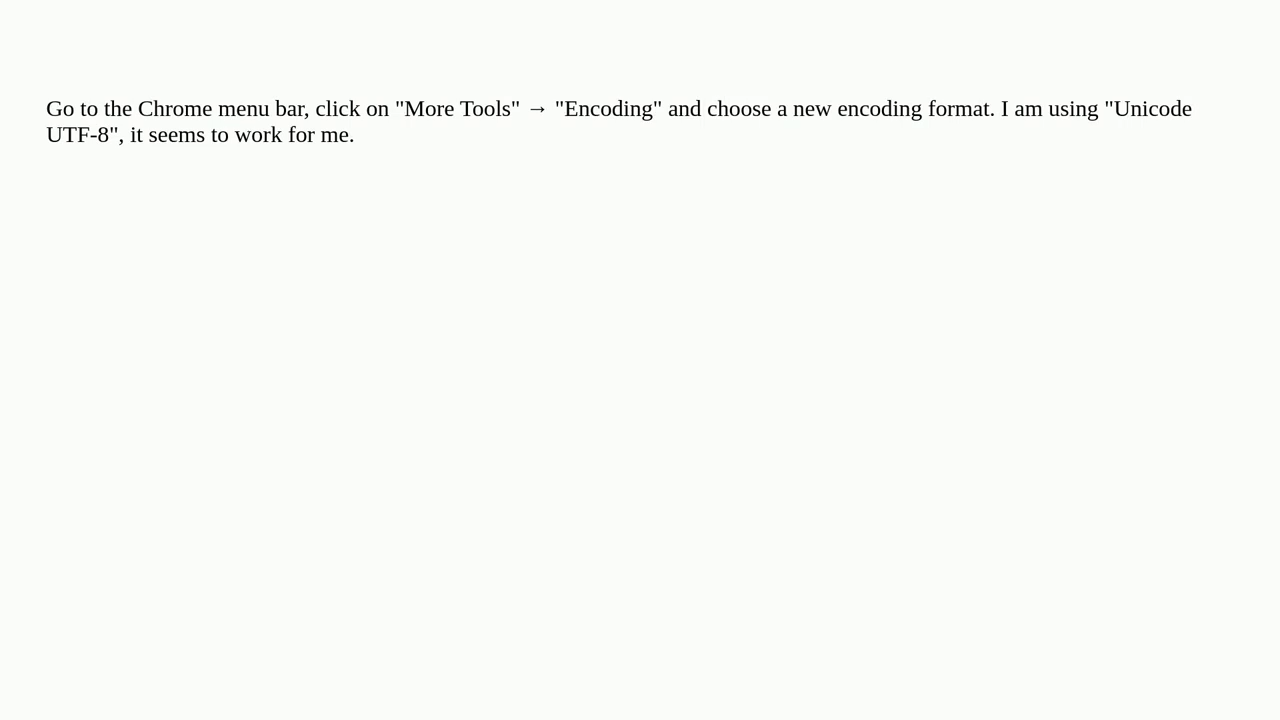 Go to the Chrome menu bar, click on "More Tools" → "Encoding" and choose a new encoding format. I am using "Unicode
UTF-8", it seems to work for me.